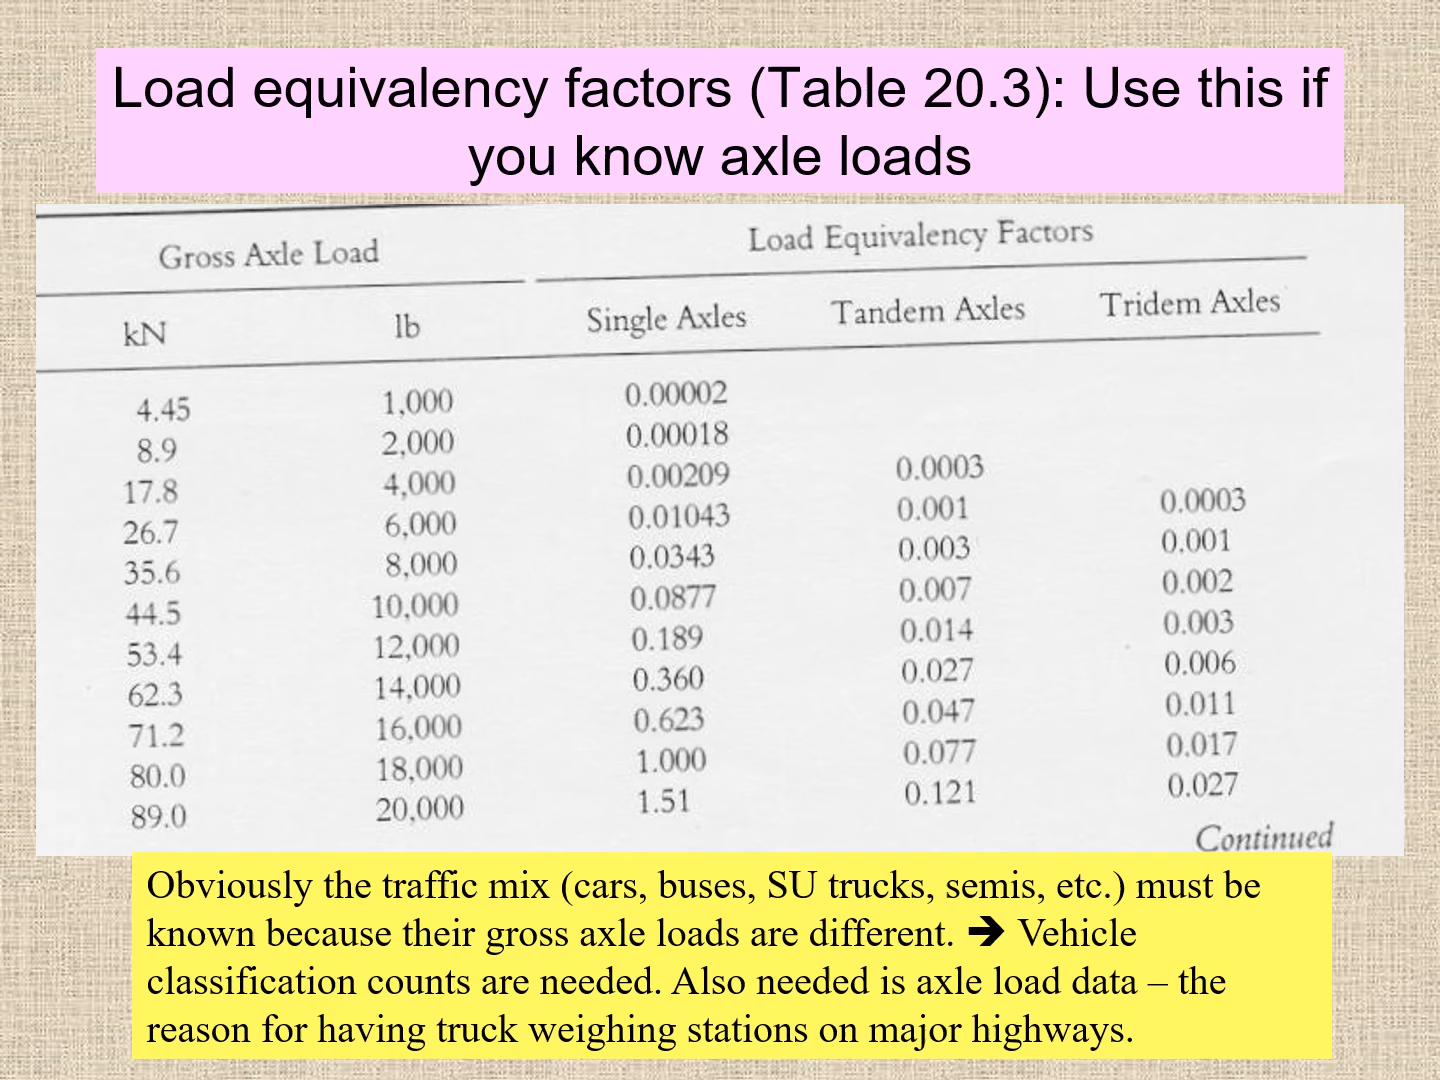 Load equivalency factors (Table 20.3): Use this if
you know axle loads
Gross Axle Load Load Equivalency Factors
kN lb Single Axles Tandem Axles Tridem Axles
4.45 1,000 0.00002
8.9 2,000 0.00018
17.8 4,000 0.00209 0.0003
26.7 6,000 0.01043 0.001 0.0003
35.6 8,000 0.0343 0.003 0.001
44.5 10,000 0.0877 0.007 0.002
53.4 12,000 0.189 0.014 0.003
62.3 14,000 0.360 0.027 0.006
71.2 16,000 0.623 0.047 0.011
80.0 18,000 1.000 0.077 0.017
89.0 20,000 1.51 0.121 0.027
Continued
Obviously the traffic mix (cars, buses, SU trucks, semis, etc.) must be
known because their gross axle loads are different. 🡺 Vehicle
classification counts are needed. Also needed is axle load data – the
reason for having truck weighing stations on major highways.